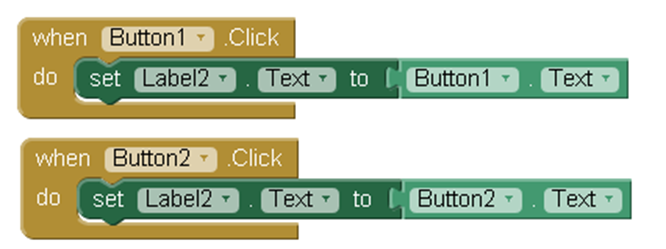 when Button1 .Click
do set Label2 . Text to Button1 . Text
when Button2 .Click
do set Label2 . Text to Button2 . Text